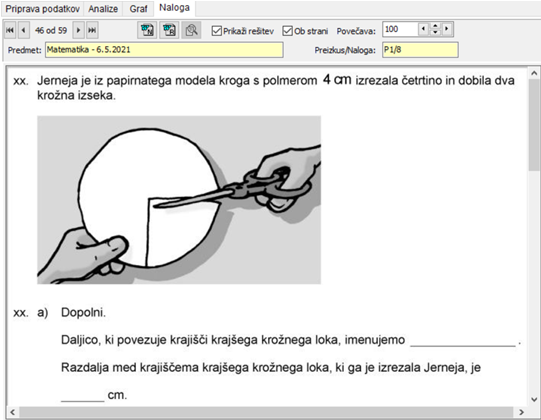 Priprava podatkov Analize Graf Naloga
46 od 59 Prikaži rešitev Ob strani Povečava: 100
Predmet: Matematika - 6.5.2021 Preizkus/Naloga: P1/8
xx. Jerneja je iz papirnatega modela kroga s polmerom 4 cm izrezala četrtino in dobila dva
krožna izseka.
xx. a) Dopolni.
Daljico, ki povezuje krajišči krajšega krožnega loka, imenujemo ________________ .
Razdalja med krajiščema krajšega krožnega loka, ki ga je izrezala Jerneja, je
_______ cm.